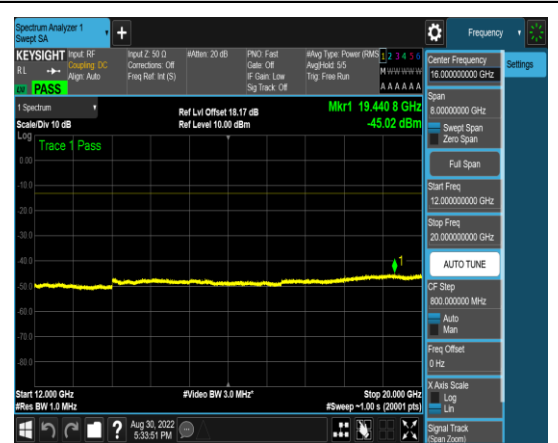 Spectrum Analyzer 1
Swept SA
+
Frequency
KEYSIGHT
Input: RF
Input Z: 50 Ω
#Atten: 20 dB
PNO: Fast
#Avg Type: Power (RMS
1 2 3 4 5 6
RL
Coupling: DC
Corrections: Off
Gate: Off
Avg|Hold: 5/5
M W W W W W
Align: Auto
Freq Ref: Int (S)
IF Gain: Low
Trig: Free Run
Sig Track: Off
A A A A A A
PASS
Center Frequency
16.000000000 GHz
Settings
1 Spectrum
Ref Lvl Offset 18.17 dB
Mkr1 19.440 8 GHz
Scale/Div 10 dB
Ref Level 10.00 dBm
-45.02 dBm
Log
Trace 1 Pass
0.00
-10.0
-20.0
-30.0
-40.0
-50.0
-60.0
-70.0
-80.0
1
Span
8.00000000 GHz
Swept Span
Zero Span
Full Span
Start Freq
12.000000000 GHz
Stop Freq
20.000000000 GHz
AUTO TUNE
CF Step
800.000000 MHz
Auto
Man
Freq Offset
0 Hz
X Axis Scale
Log
Lin
Signal Track
(Span Zoom)
Start 12.000 GHz
#Video BW 3.0 MHz*
Stop 20.000 GHz
#Res BW 1.0 MHz
#Sweep ~1.00 s (20001 pts)
?
Aug 30, 2022
5:33:51 PM